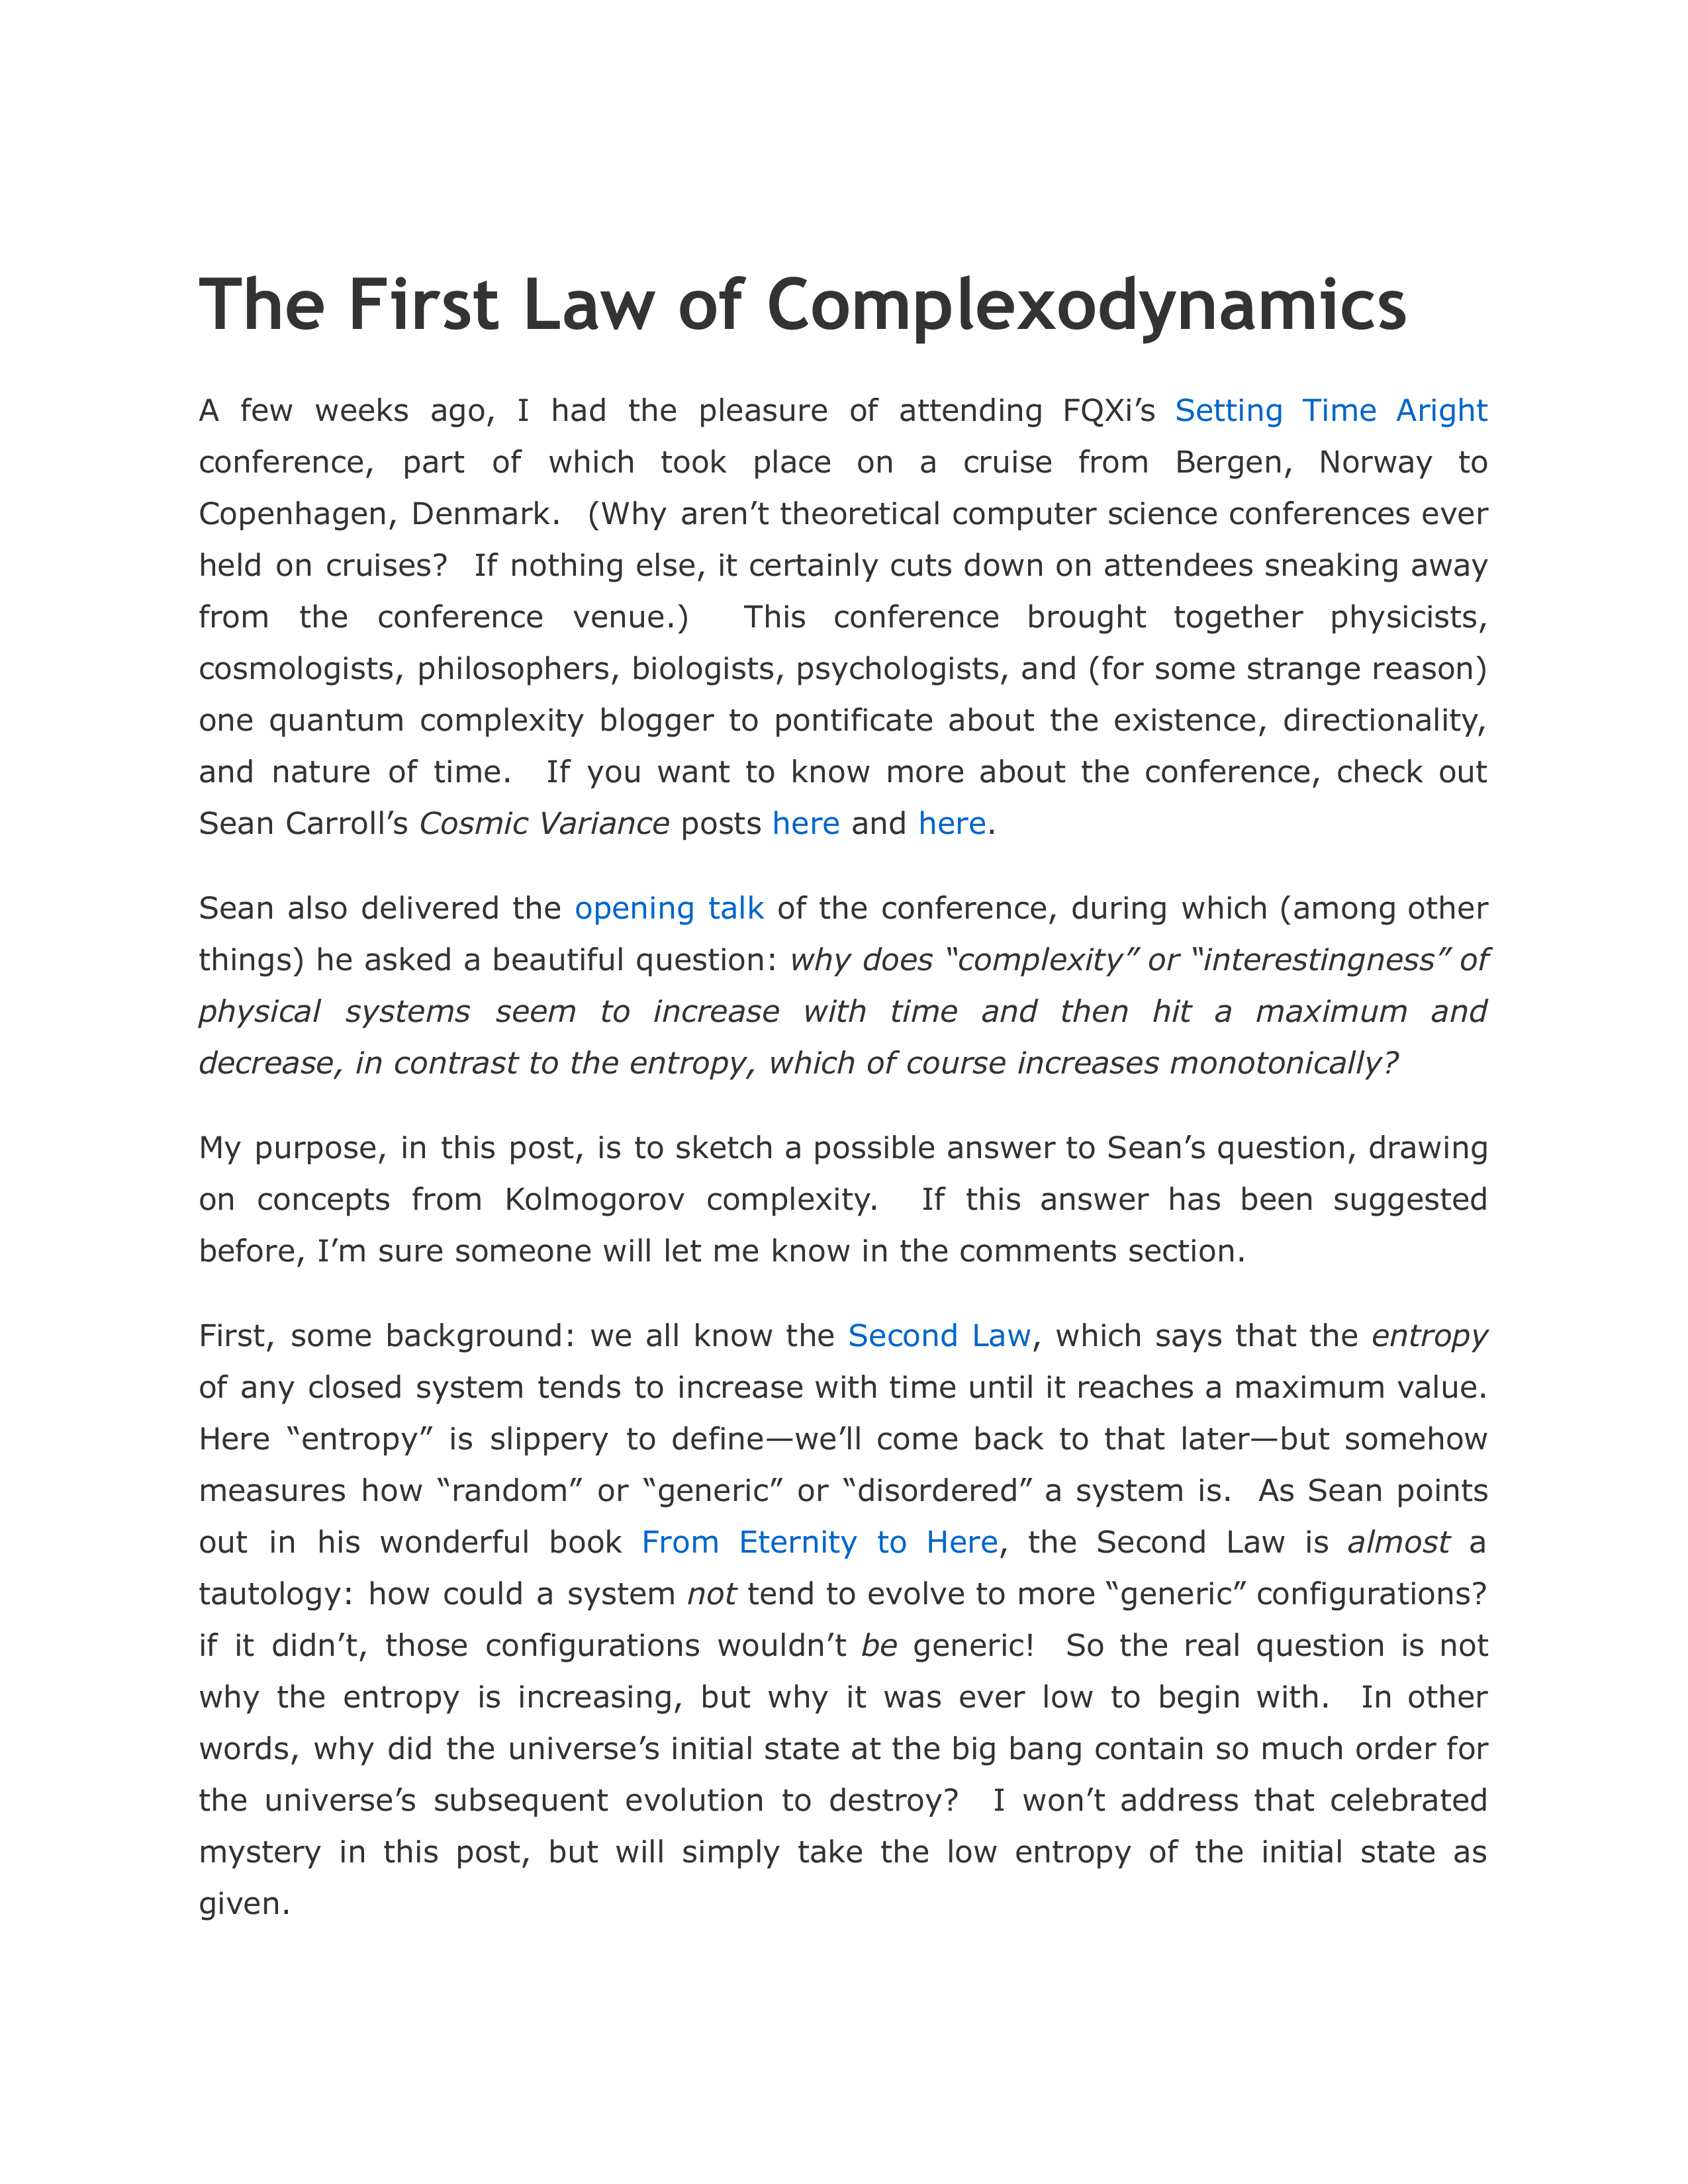 The First Law of Complexodynamics
A few weeks ago, I had the pleasure of attending FQXi’s Setting Time Aright
conference, part of which took place on a cruise from Bergen, Norway to
Copenhagen, Denmark.  (Why aren’t theoretical computer science conferences ever
held on cruises?  If nothing else, it certainly cuts down on attendees sneaking away
from the conference venue.)  This conference brought together physicists,
cosmologists, philosophers, biologists, psychologists, and (for some strange reason)
one quantum complexity blogger to pontificate about the existence, directionality,
and nature of time.  If you want to know more about the conference, check out
Sean Carroll’s Cosmic Variance posts here and here.
Sean also delivered the opening talk of the conference, during which (among other
things) he asked a beautiful question: why does “complexity” or “interestingness” of
physical systems seem to increase with time and then hit a maximum and
decrease, in contrast to the entropy, which of course increases monotonically?
My purpose, in this post, is to sketch a possible answer to Sean’s question, drawing
on concepts from Kolmogorov complexity.  If this answer has been suggested
before, I’m sure someone will let me know in the comments section.
First, some background: we all know the Second Law, which says that the entropy
of any closed system tends to increase with time until it reaches a maximum value.
Here “entropy” is slippery to define—we’ll come back to that later—but somehow
measures how “random” or “generic” or “disordered” a system is.  As Sean points
out in his wonderful book From Eternity to Here, the Second Law is almost a
tautology: how could a system not tend to evolve to more “generic” configurations?
if it didn’t, those configurations wouldn’t be generic!  So the real question is not
why the entropy is increasing, but why it was ever low to begin with.  In other
words, why did the universe’s initial state at the big bang contain so much order for
the universe’s subsequent evolution to destroy?  I won’t address that celebrated
mystery in this post, but will simply take the low entropy of the initial state as
given.